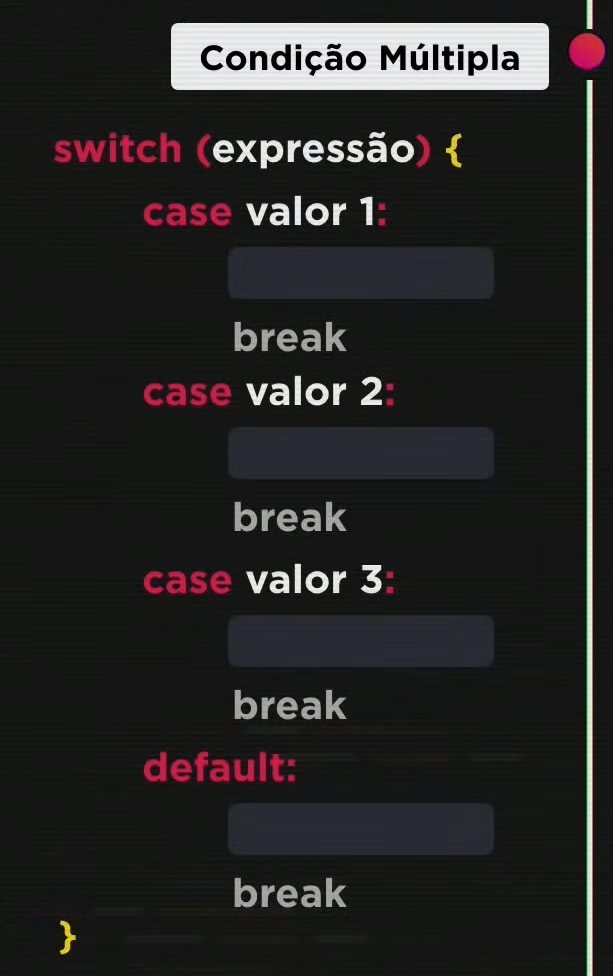 Condição Múltipla
switch (expressão) {
case valor 1:
break
case valor 2:
break
case valor 3:
break
default:
break
}